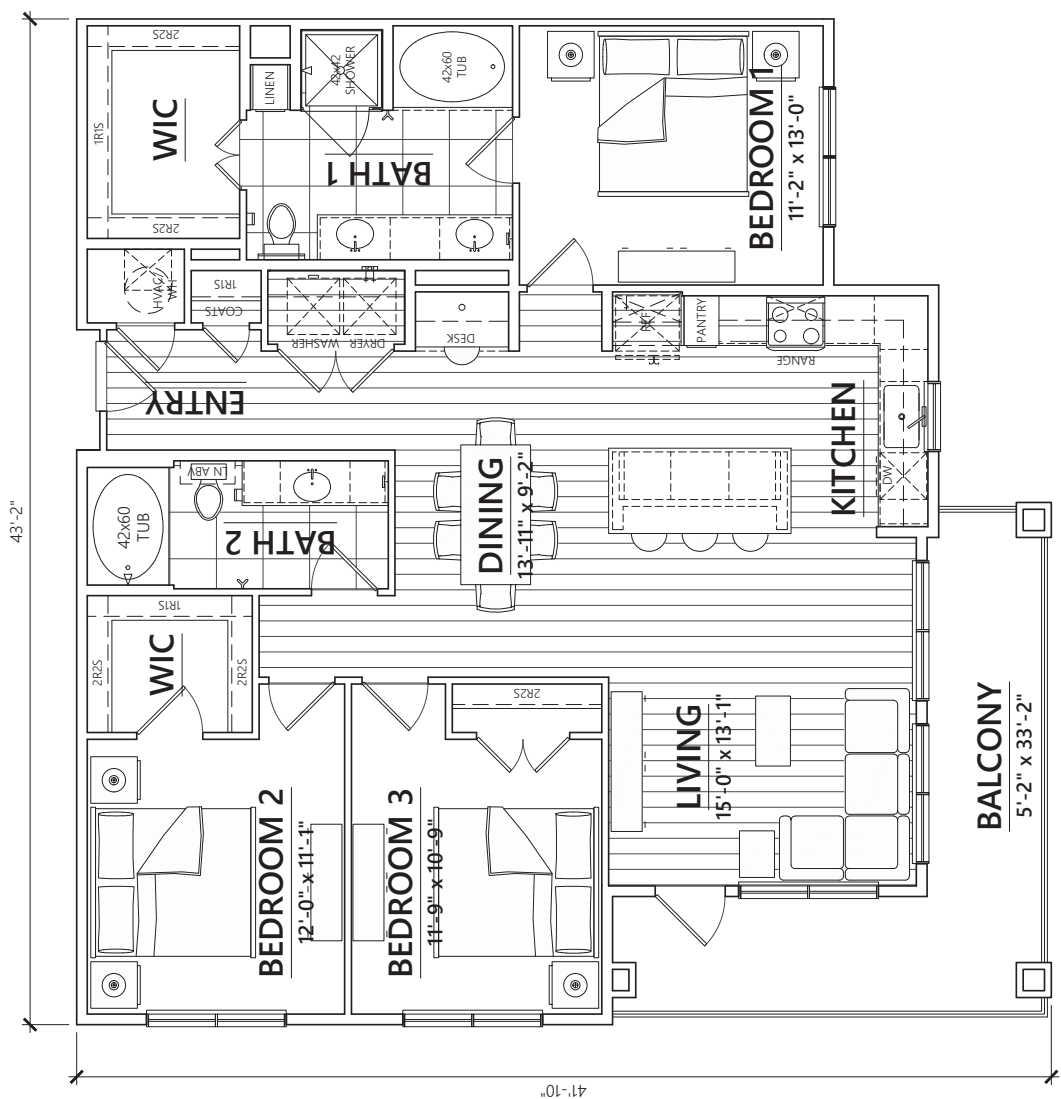 2R2S
1R1S
WIC
2R2S
LINEN
42x42
SHOWER
42x60
TUB
BATH 1
BEDROOM 1
11'-2" x 13'-0"
HVAC/
WH
1R1S
COATS
WASHER
DRYER
DESK
REF
PANTRY
RANGE
ENTRY
KITCHEN
DW
DINING
13'-11" x 9'-2"
42x60
TUB
LN ABV
BATH 2
1R1S
2R2S
WIC
2R2S
2R2S
LIVING
15'-0" x 13'-1"
BALCONY
5'-2" x 33'-2"
BEDROOM 2
12'-0" x 11'-1"
BEDROOM 3
11'-9" x 10'-9"
43'-2"
41'-10"